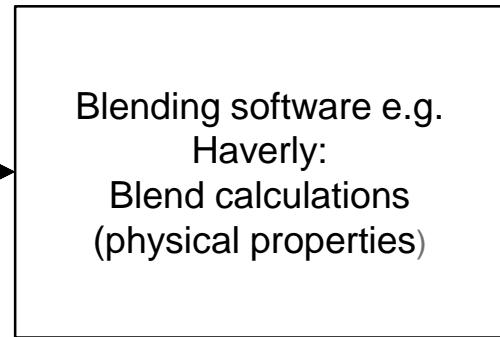 Blending software e.g.
Haverly:
Blend calculations
(physical properties)